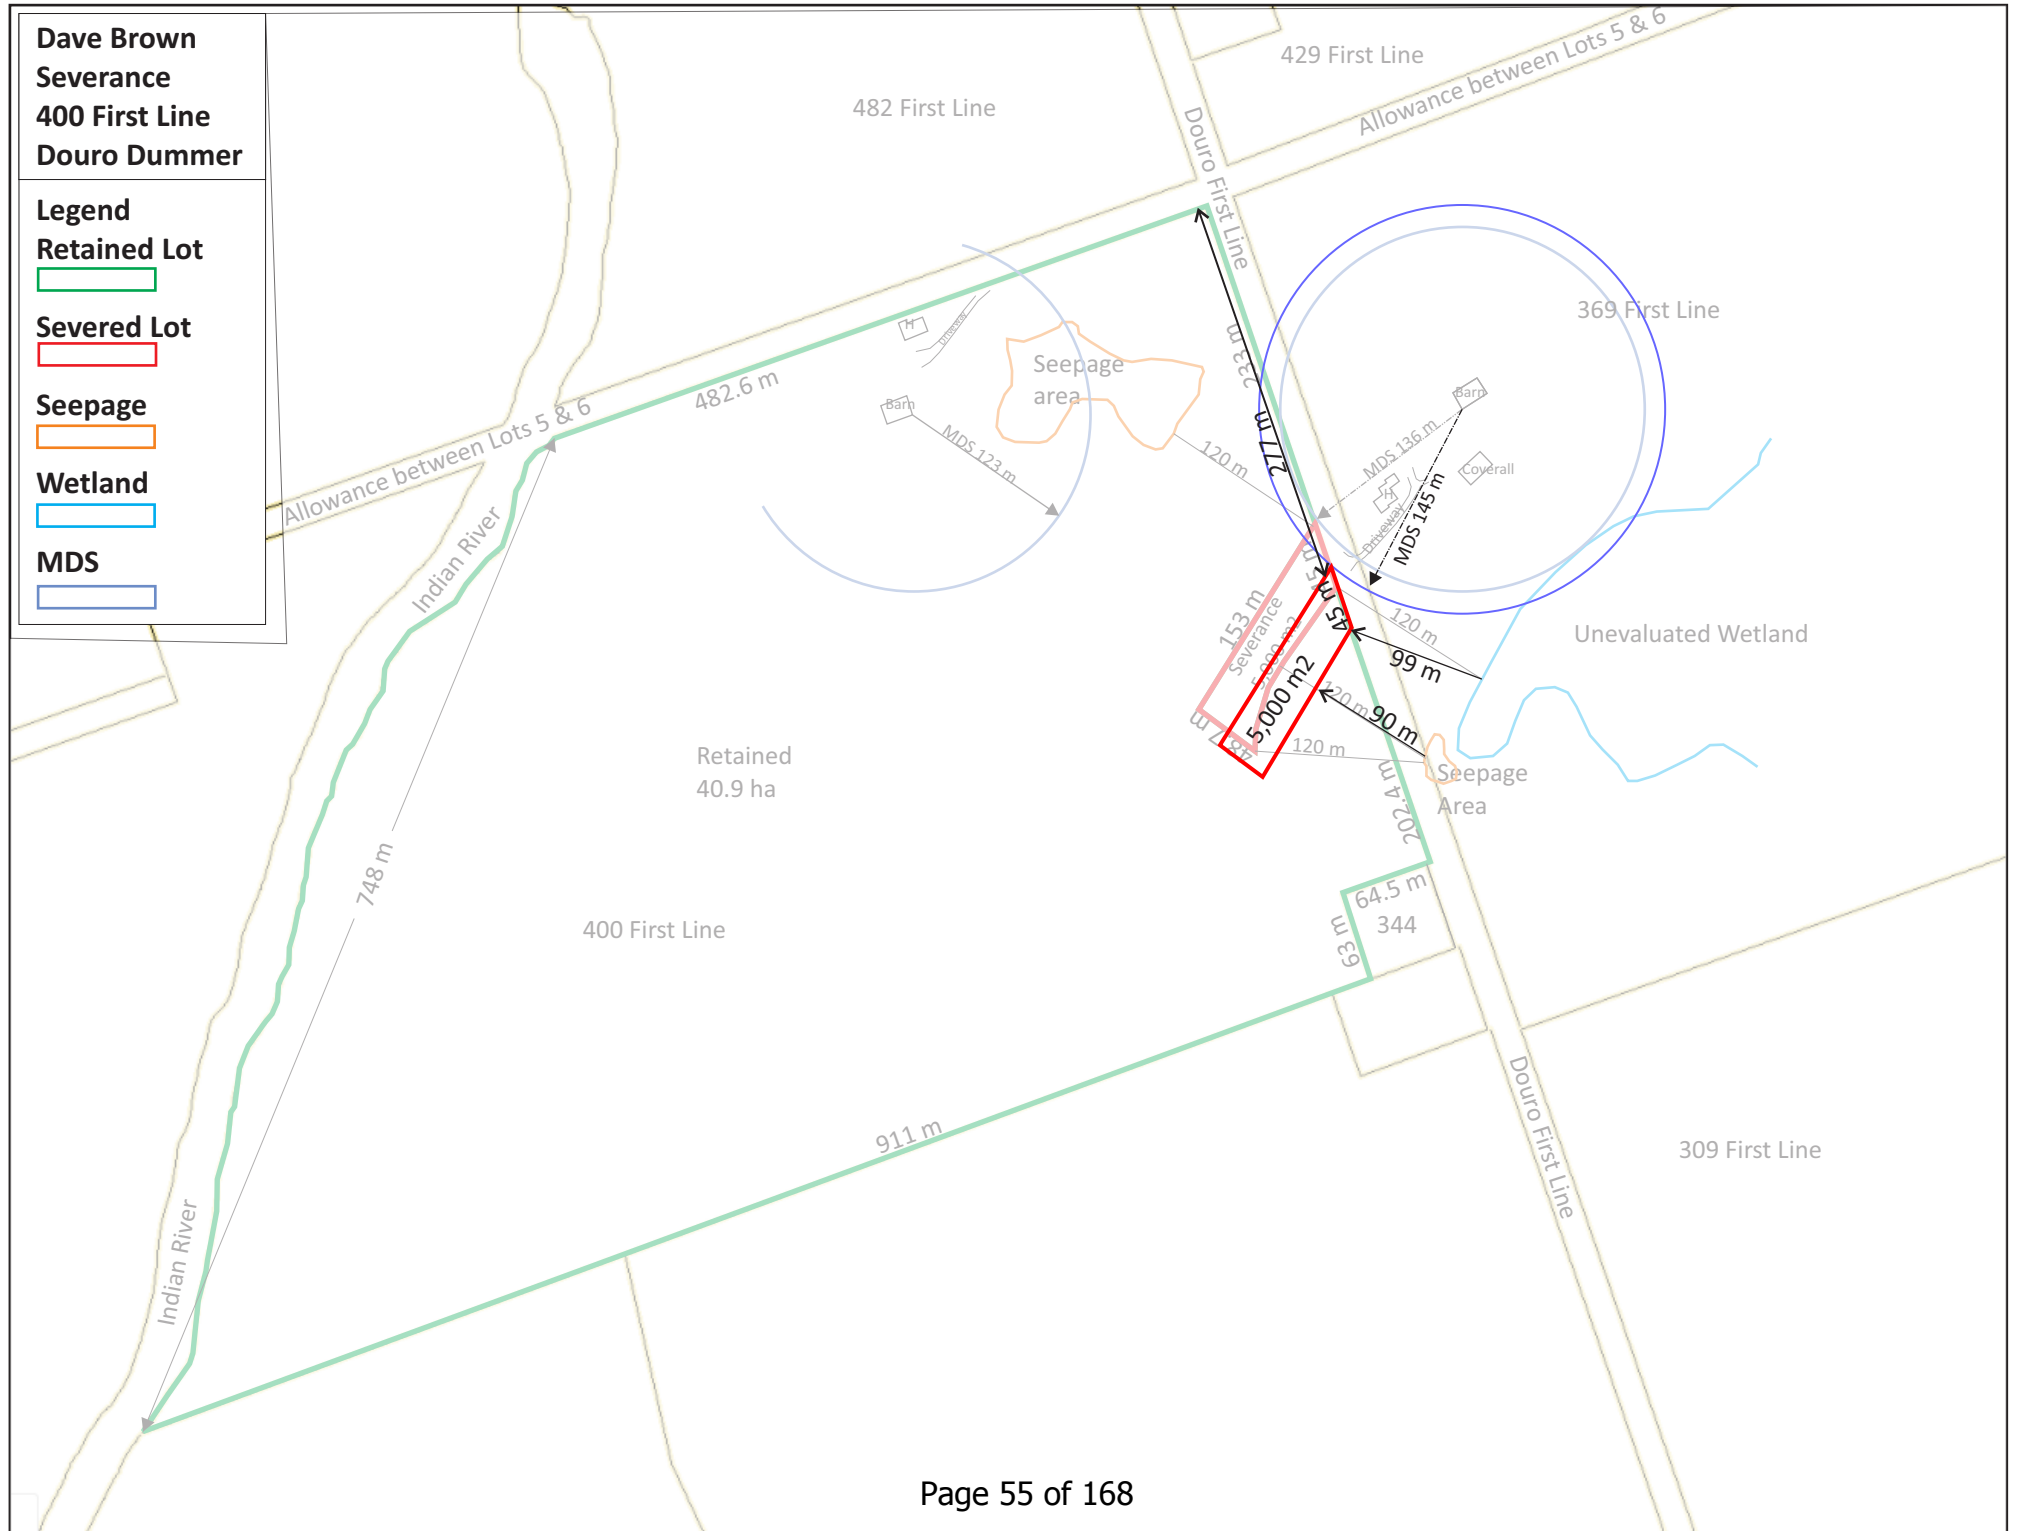 Dave Brown
Severance
400 First Line
Douro Dummer
Legend
Retained Lot
Severed Lot
Seepage
Wetland
MDS
482 First Line
429 First Line
Allowance between Lots 5 & 6
Douro First Line
369 First Line
H
Driveway
Seepage
area
482.6 m
Barn
MDS 123 m
120 m
233 m
277 m
Barn
MDS 136 m
Coverall
H
Driveway
MDS 145 m
Allowance between Lots 5 & 6
Indian River
153 m
Severance
5,000 m2
45 m
120 m
99 m
Unevaluated Wetland
5,000 m2
120 m
90 m
120 m
Seepage
Area
202.4 m
Retained
40.9 ha
748 m
400 First Line
64.5 m
344
63 m
911 m
Douro First Line
309 First Line
Indian River
Page 55 of 168